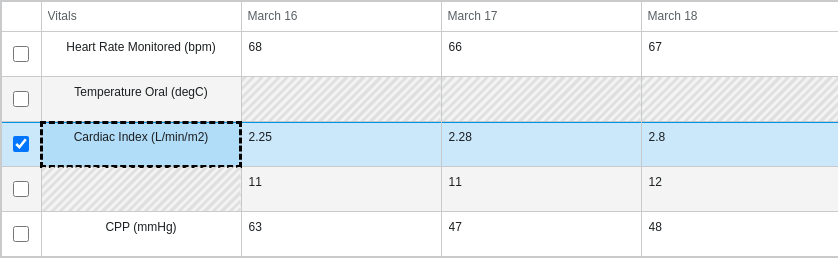 Vitals March 16 March 17 March 18
Heart Rate Monitored (bpm) 68 66 67
Temperature Oral (degC)
Cardiac Index (L/min/m2) 2.25 2.28 2.8
11 11 12
CPP (mmHg) 63 47 48